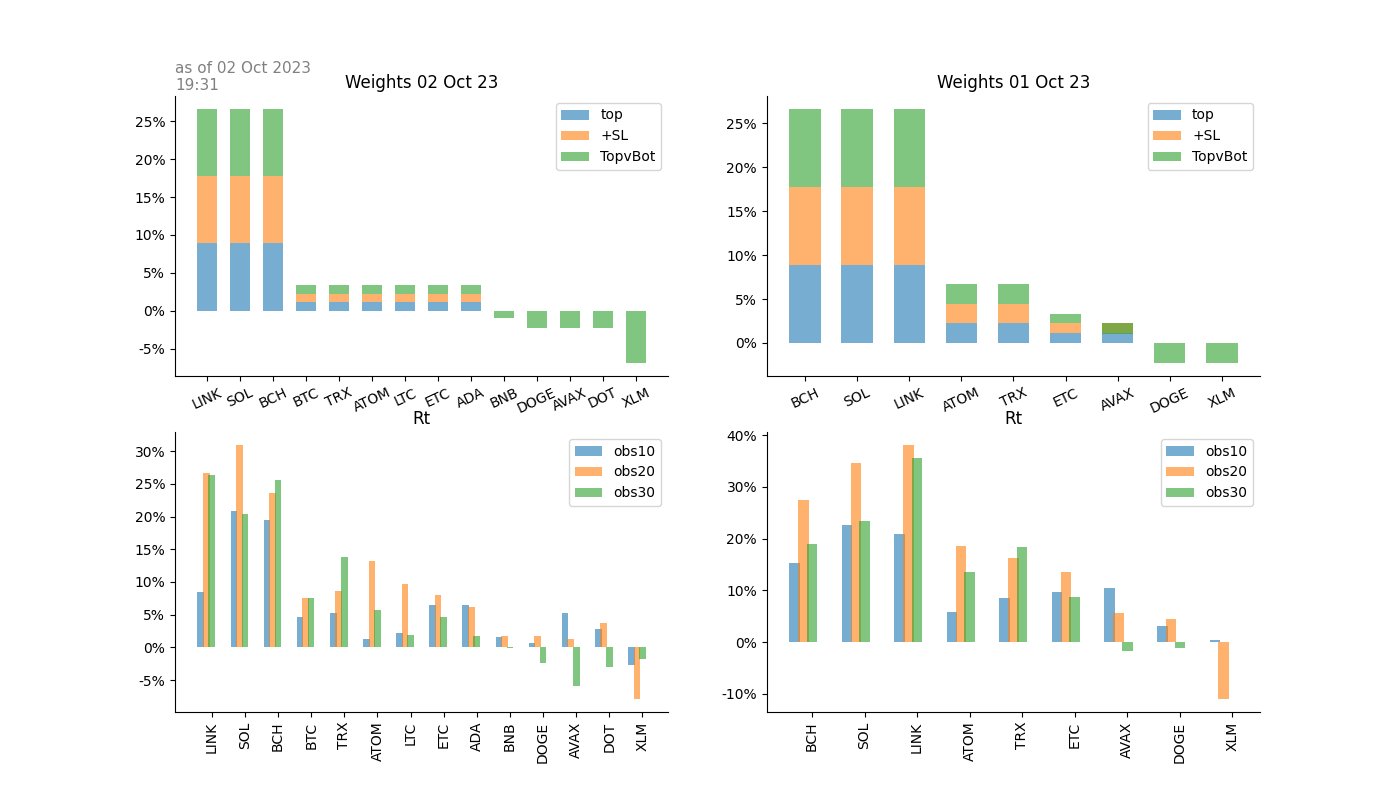 as of 02 Oct 2023
19:31
Weights 02 Oct 23
top
+SL
TopvBot
25%
20%
15%
10%
5%
0%
-5%
LINK SOL BCH BTC TRX ATOM LTC ETC ADA BNB DOGE AVAX DOT XLM
Weights 01 Oct 23
top
+SL
TopvBot
25%
20%
15%
10%
5%
0%
BCH SOL LINK ATOM TRX ETC AVAX DOGE XLM
Rt
obs10
obs20
obs30
30%
25%
20%
15%
10%
5%
0%
-5%
LINK SOL BCH BTC TRX ATOM LTC ETC ADA BNB DOGE AVAX DOT XLM
Rt
obs10
obs20
obs30
40%
30%
20%
10%
0%
-10%
BCH SOL LINK ATOM TRX ETC AVAX DOGE XLM